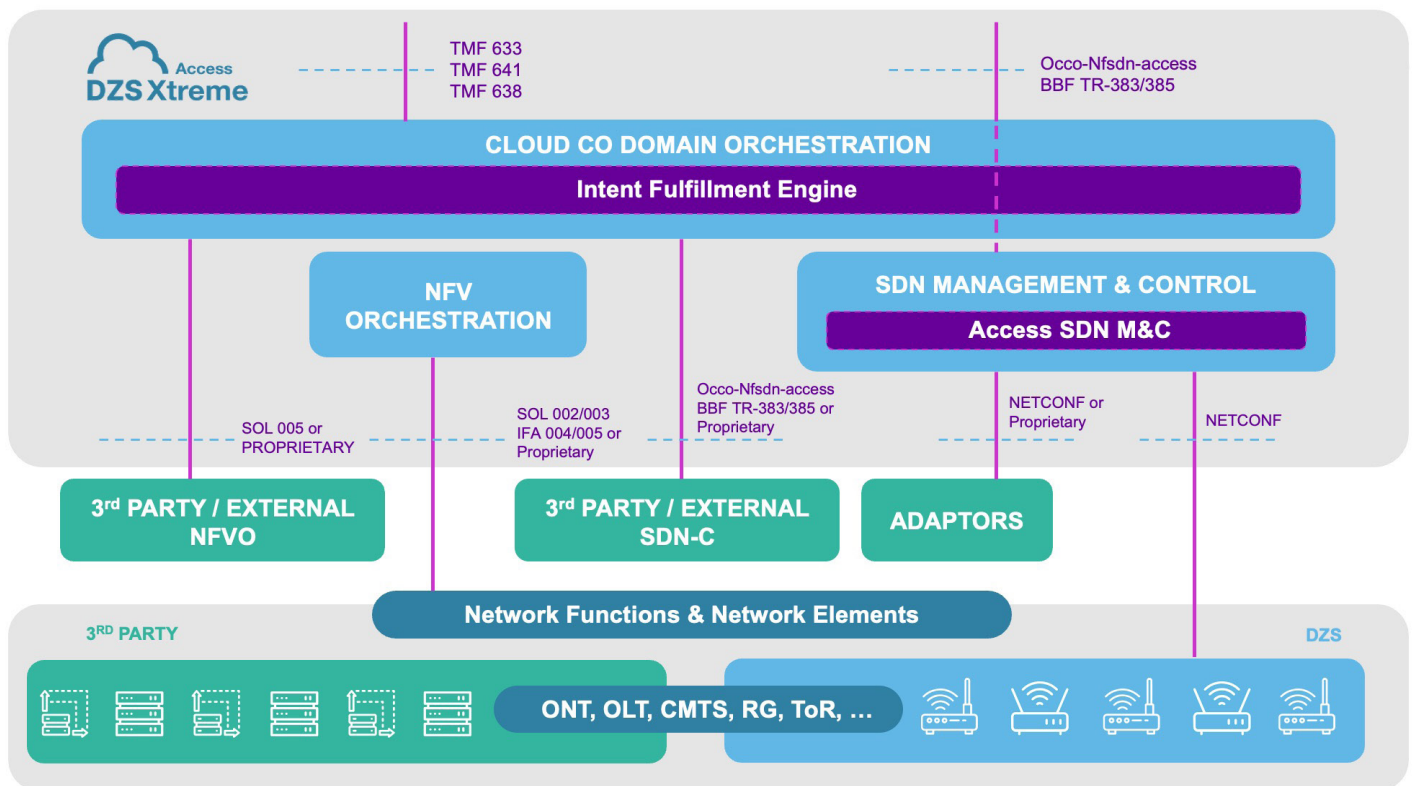 Access
DZS Xtreme
TMF 633
TMF 641
TMF 638
Occo-Nfsdn-access
BBF TR-383/385
CLOUD CO DOMAIN ORCHESTRATION
Intent Fulfillment Engine
NFV
ORCHESTRATION
SDN MANAGEMENT & CONTROL
Access SDN M&C
SOL 005 or
PROPRIETARY
SOL 002/003
IFA 004/005 or
Proprietary
Occo-Nfsdn-access
BBF TR-383/385 or
Proprietary
NETCONF or
Proprietary
NETCONF
3rd PARTY / EXTERNAL
NFVO
3rd PARTY / EXTERNAL
SDN-C
ADAPTORS
Network Functions & Network Elements
3RD PARTY
DZS
ONT, OLT, CMTS, RG, ToR, …